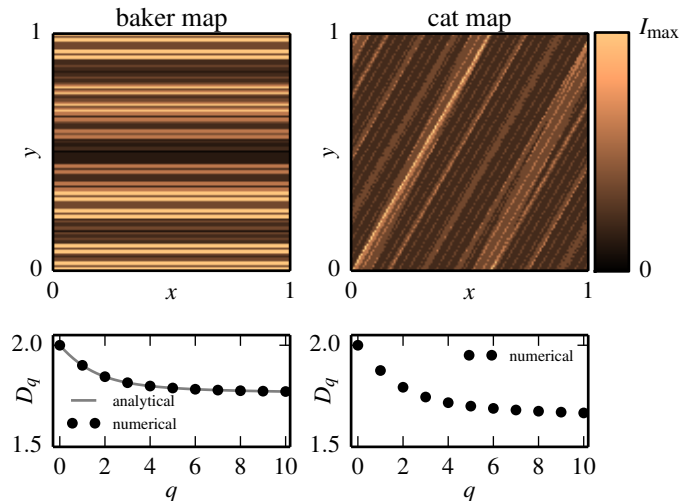 baker map
cat map
1
y
0
0
x
1
1
y
0
0
x
1
I_max
0
2.0
D_q
1.5
analytical
numerical
0 2 4 6 8 10
q
2.0
D_q
1.5
numerical
0 2 4 6 8 10
q